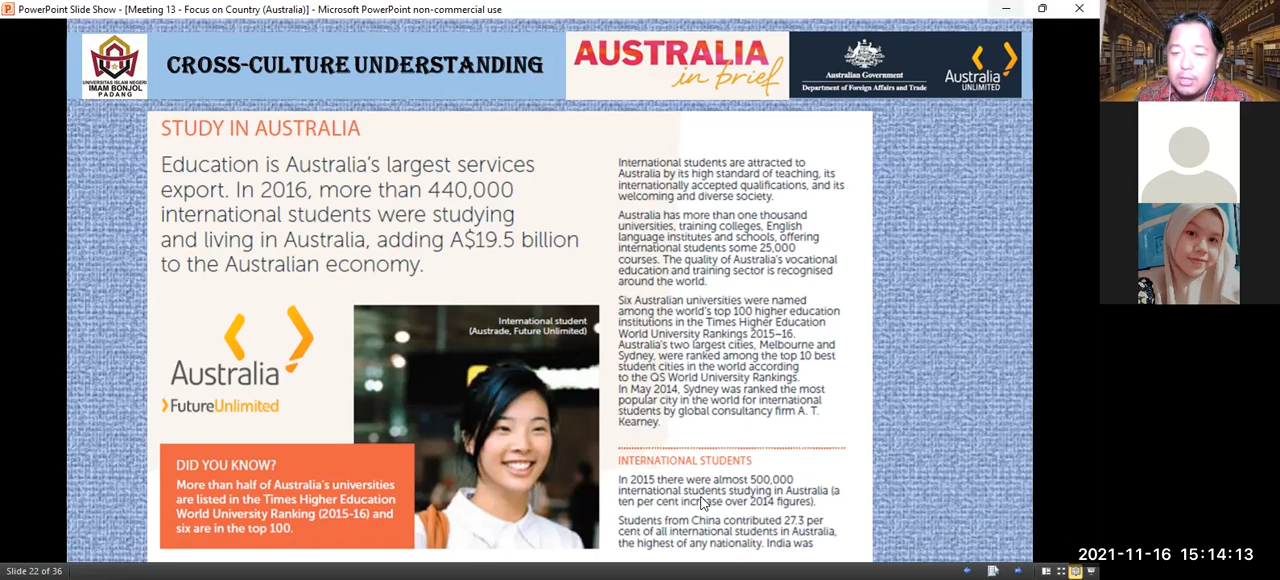 PowerPoint Slide Show - [Meeting 13 - Focus on Country (Australia)] - Microsoft PowerPoint non-commercial use
UNIVERSITAS ISLAM NEGERI
IMAM BONJOL
PADANG
CROSS-CULTURE UNDERSTANDING
AUSTRALIA
in brief
Australian Government
Department of Foreign Affairs and Trade
Australia
UNLIMITED
STUDY IN AUSTRALIA
Education is Australia's largest services
export. In 2016, more than 440,000
international students were studying
and living in Australia, adding A$19.5 billion
to the Australian economy.
Australia
FutureUnlimited
International student
(Austrade, Future Unlimited)
DID YOU KNOW?
More than half of Australia's universities
are listed in the Times Higher Education
World University Ranking (2015-16) and
six are in the top 100.
International students are attracted to
Australia by its high standard of teaching, its
internationally accepted qualifications, and its
welcoming and diverse society.
Australia has more than one thousand
universities, training colleges, English
language institutes and schools, offering
international students some 25,000
courses. The quality of Australia's vocational
education and training sector is recognised
around the world.
Six Australian universities were named
among the world's top 100 higher education
institutions in the Times Higher Education
World University Rankings 2015–16.
Australia's two largest cities, Melbourne and
Sydney, were ranked among the top 10 best
student cities in the world according
to the QS World University Rankings.
In May 2014, Sydney was ranked the most
popular city in the world for international
students by global consultancy firm A. T.
Kearney.
INTERNATIONAL STUDENTS
In 2015 there were almost 500,000
international students studying in Australia (a
ten per cent increase over 2014 figures).
Students from China contributed 27.3 per
cent of all international students in Australia,
the highest of any nationality. India was
2021-11-16 15:14:13
Slide 22 of 36